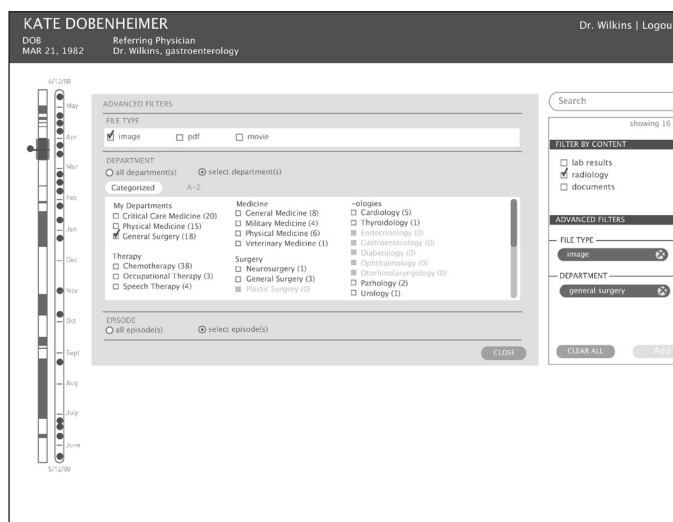 KATE DOBENHEIMER
Dr. Wilkins | Logout
DOB
MAR 21, 1982
Referring Physician
Dr. Wilkins, gastroenterology
4/12/08
May
Apr
Mar
Feb
Jan
Dec
Nov
Oct
Sept
Aug
July
June
5/12/08
ADVANCED FILTERS
FILE TYPE
image
pdf
movie
DEPARTMENT
all department(s)
select department(s)
Categorized
A-Z
My Departments
Critical Care Medicine (20)
Physical Medicine (15)
General Surgery (18)
Therapy
Chemotherapy (38)
Occupational Therapy (3)
Speech Therapy (4)
Medicine
General Medicine (8)
Military Medicine (4)
Physical Medicine (6)
Veterinary Medicine (1)
Surgery
Neurosurgery (1)
General Surgery (3)
Plastic Surgery (0)
-ologies
Cardiology (5)
Thyroidology (1)
Endocrinology (0)
Gastroenterology (0)
Diabetology (0)
Ophthalmology (0)
Otorhinolaryngology (0)
Pathology (2)
Urology (1)
EPISODE
all episode(s)
select episode(s)
CLOSE
Search
showing 16
FILTER BY CONTENT
lab results
radiology
documents
ADVANCED FILTERS
FILE TYPE
image
DEPARTMENT
general surgery
CLEAR ALL
Add